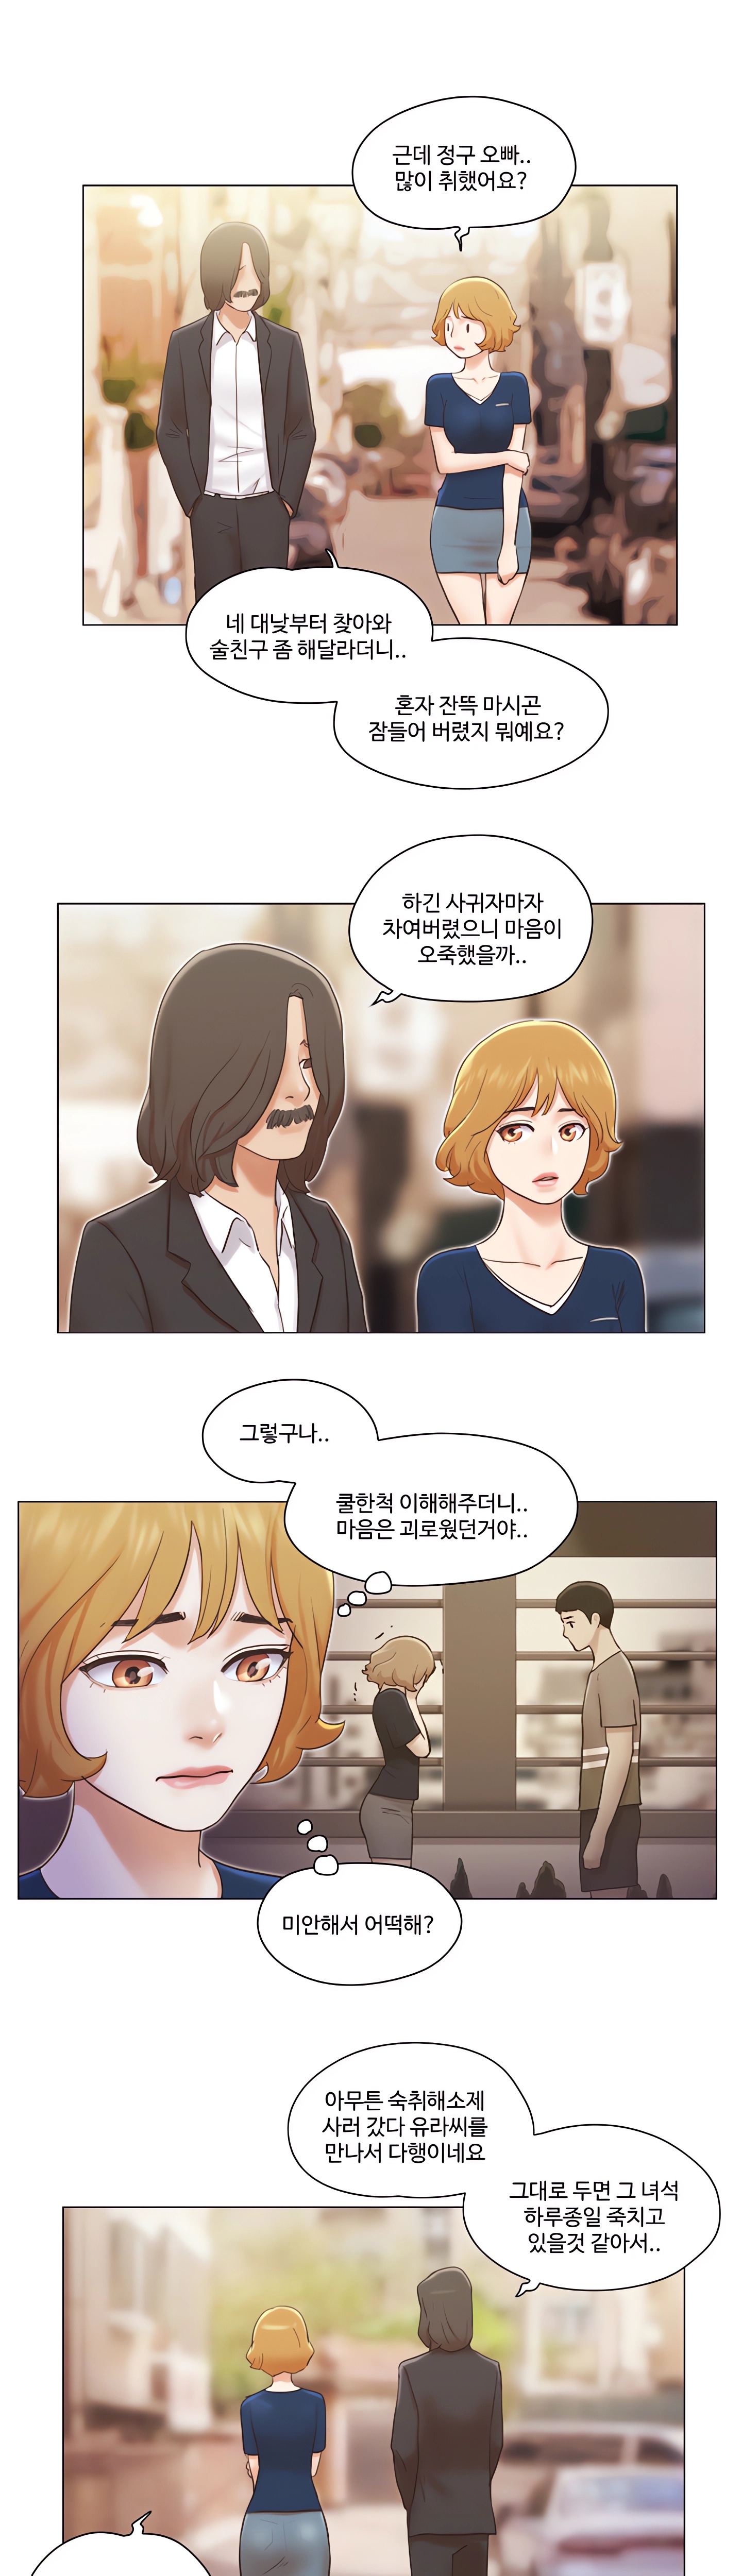 근데 정구 오빠..
많이 취했어요?
네 대낮부터 찾아와
술친구 좀 해달라더니..
혼자 잔뜩 마시곤
잠들어 버렸지 뭐예요?
하긴 사귀자마자
차여버렸으니 마음이
오죽했을까..
그렇구나..
쿨한척 이해해주더니..
마음은 괴로웠던거야..
미안해서 어떡해?
아무튼 숙취해소제
사러 갔다 유라씨를
만나서 다행이네요
그대로 두면 그 녀석
하루종일 죽치고
있을것 같아서..